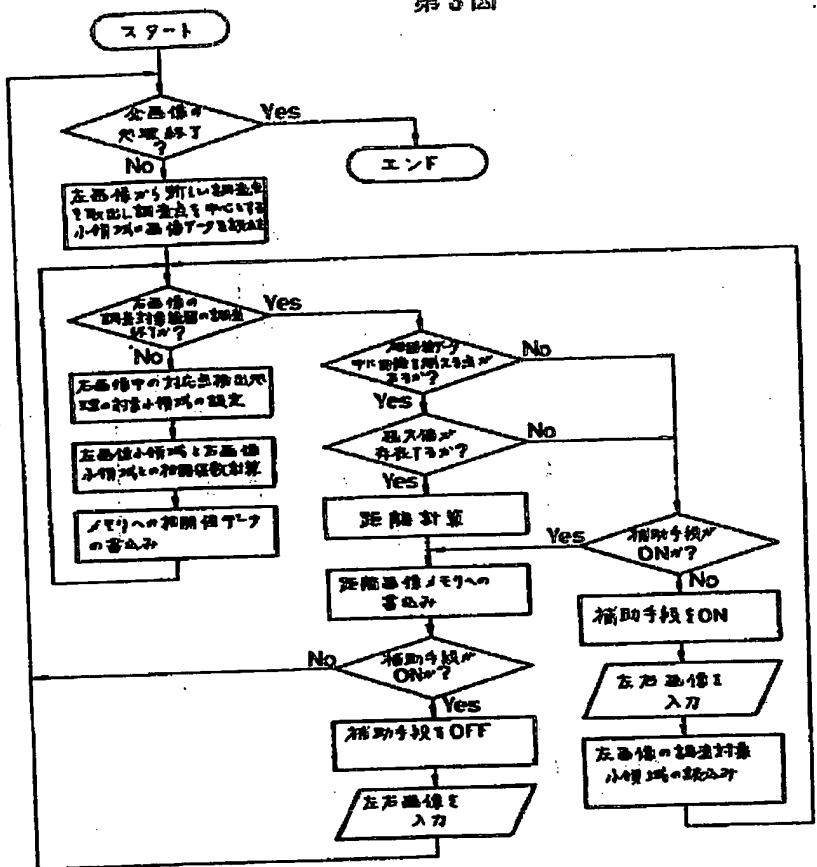 第3図
スタート
全画像の
処理終了
?
Yes
No
エンド
左画像から新しい調査点
を取出し調査点を中心とする
小領域の画像データを読込む
右画像の
調査対象範囲の調査
終了か?
Yes
No
右画像中の対応点検出処
理の対象小領域の設定
左画像小領域と右画像
小領域との相関係数計算
メモリへの相関値データ
の書込み
相関値データ
中に閾値を超える点が
あるか?
No
Yes
極大値が
存在するか?
No
Yes
距離計算
補助手段が
ONか?
Yes
No
距離画像メモリへの
書込み
補助手段をON
補助手段が
ONか?
No
Yes
左右画像を
入力
補助手段をOFF
左画像の調査対象
小領域の読込み
左右画像を
入力